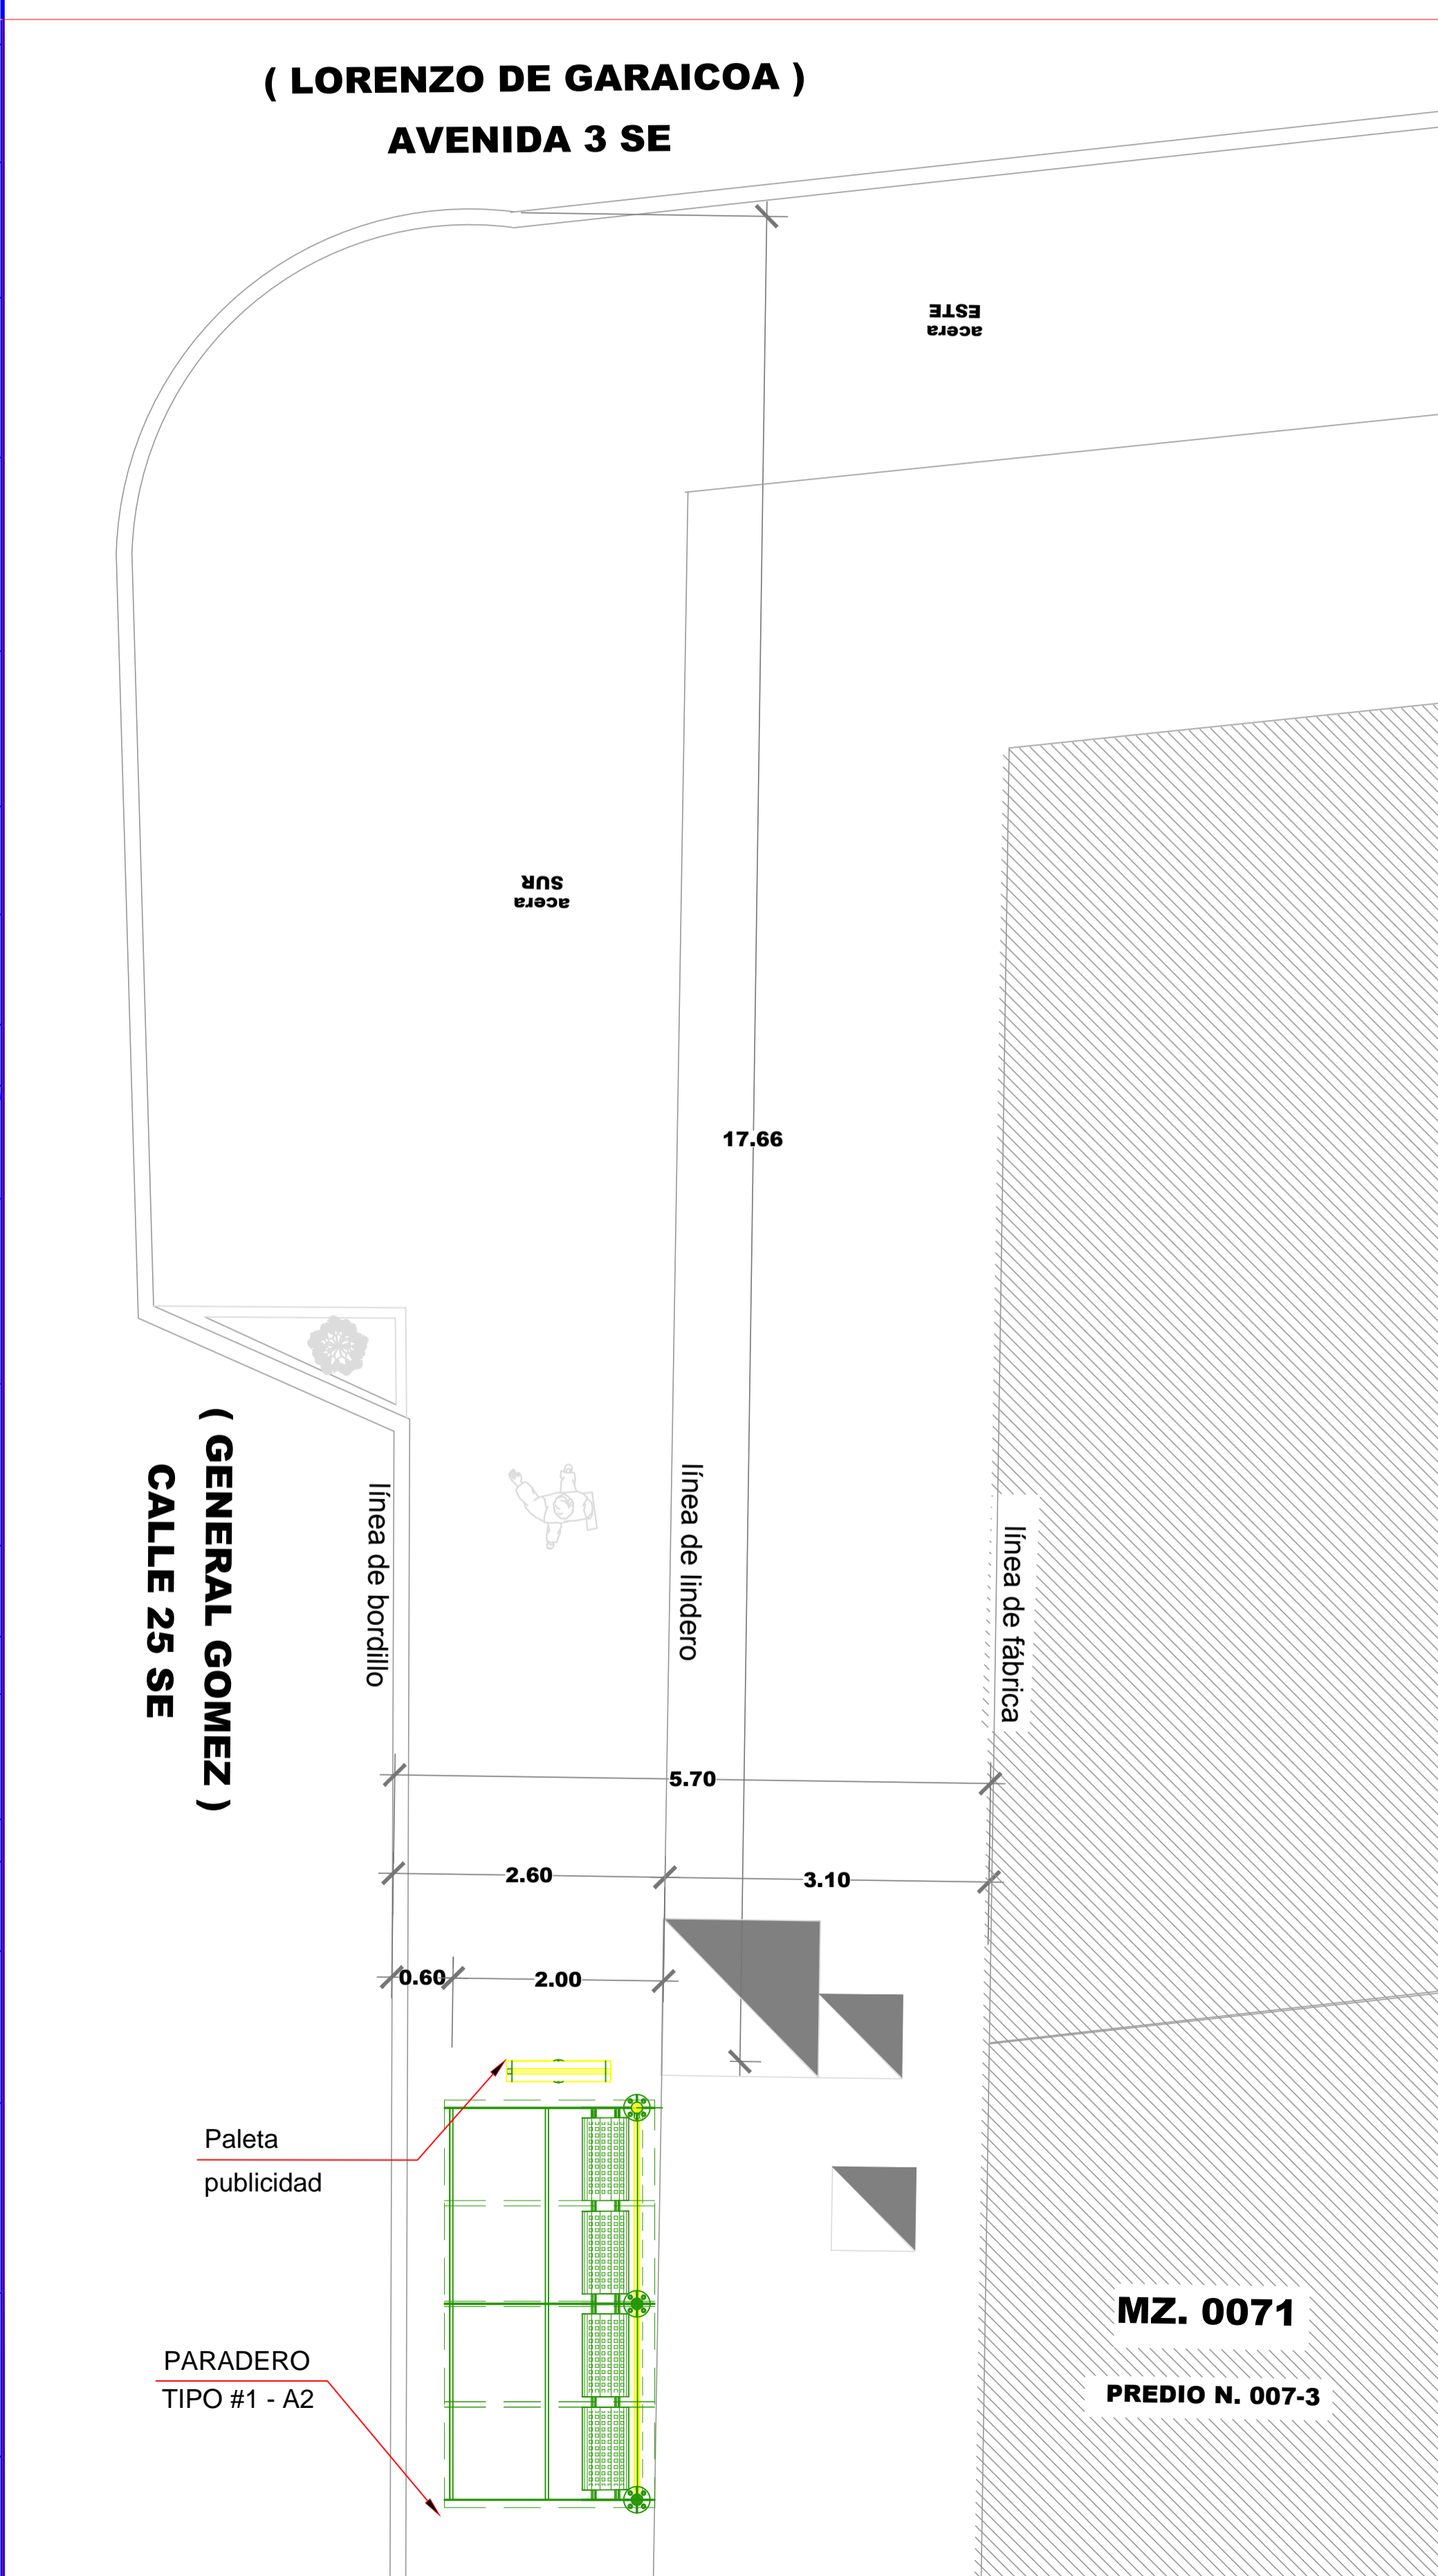 ( LORENZO DE GARAICOA )
AVENIDA 3 SE
acera
ESTE
acera
SUR
17.66
( GENERAL GOMEZ )
CALLE 25 SE
línea de bordillo
línea de lindero
línea de fábrica
5.70
2.60
3.10
0.60
2.00
Paleta
publicidad
PARADERO
TIPO #1 - A2
MZ. 0071
PREDIO N. 007-3